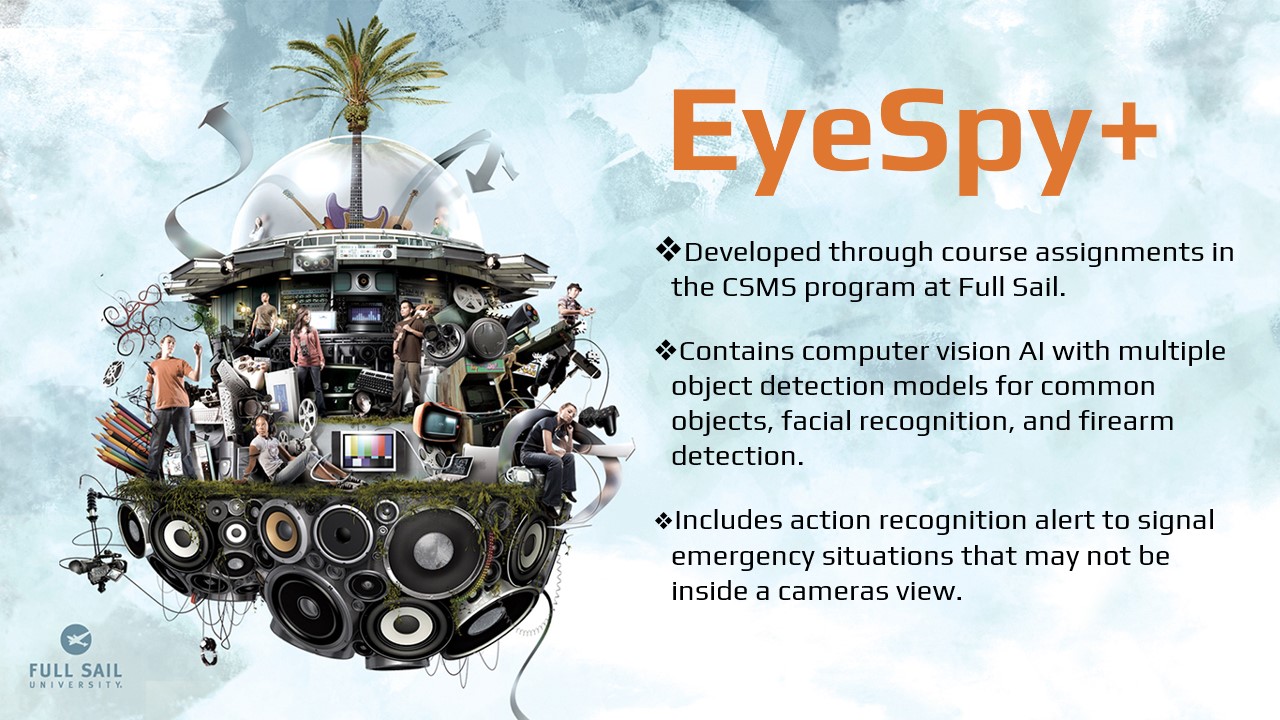 EyeSpy+
❖Developed through course assignments in
the CSMS program at Full Sail.
❖Contains computer vision AI with multiple
object detection models for common
objects, facial recognition, and firearm
detection.
❖Includes action recognition alert to signal
emergency situations that may not be
inside a cameras view.
FULL SAIL
UNIVERSITY.